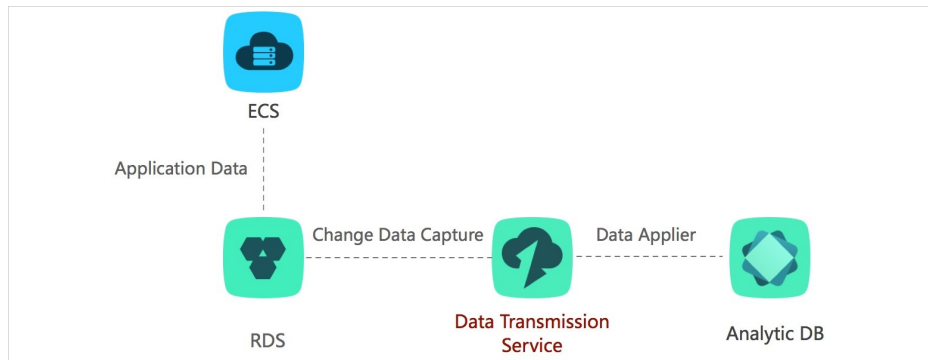 ECS
Application Data
Change Data Capture
Data Applier
RDS
Data Transmission
Service
Analytic DB